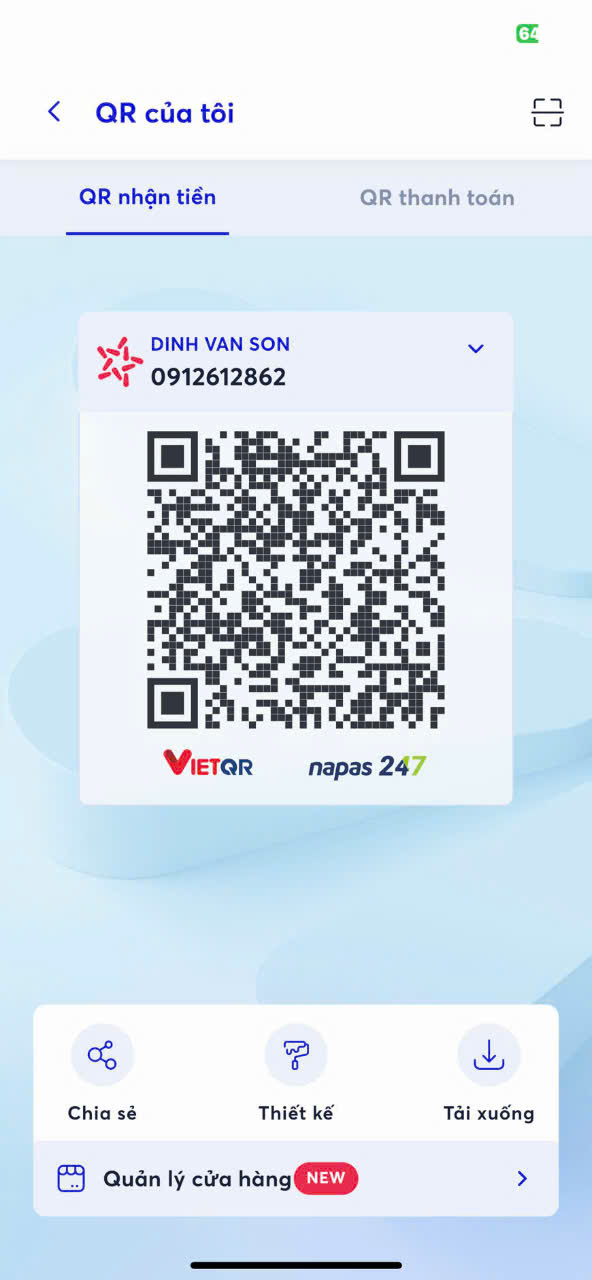 64
QR của tôi
QR nhận tiền
QR thanh toán
DINH VAN SON
0912612862
VIETQR
napas 247
Chia sẻ
Thiết kế
Tải xuống
Quản lý cửa hàng NEW